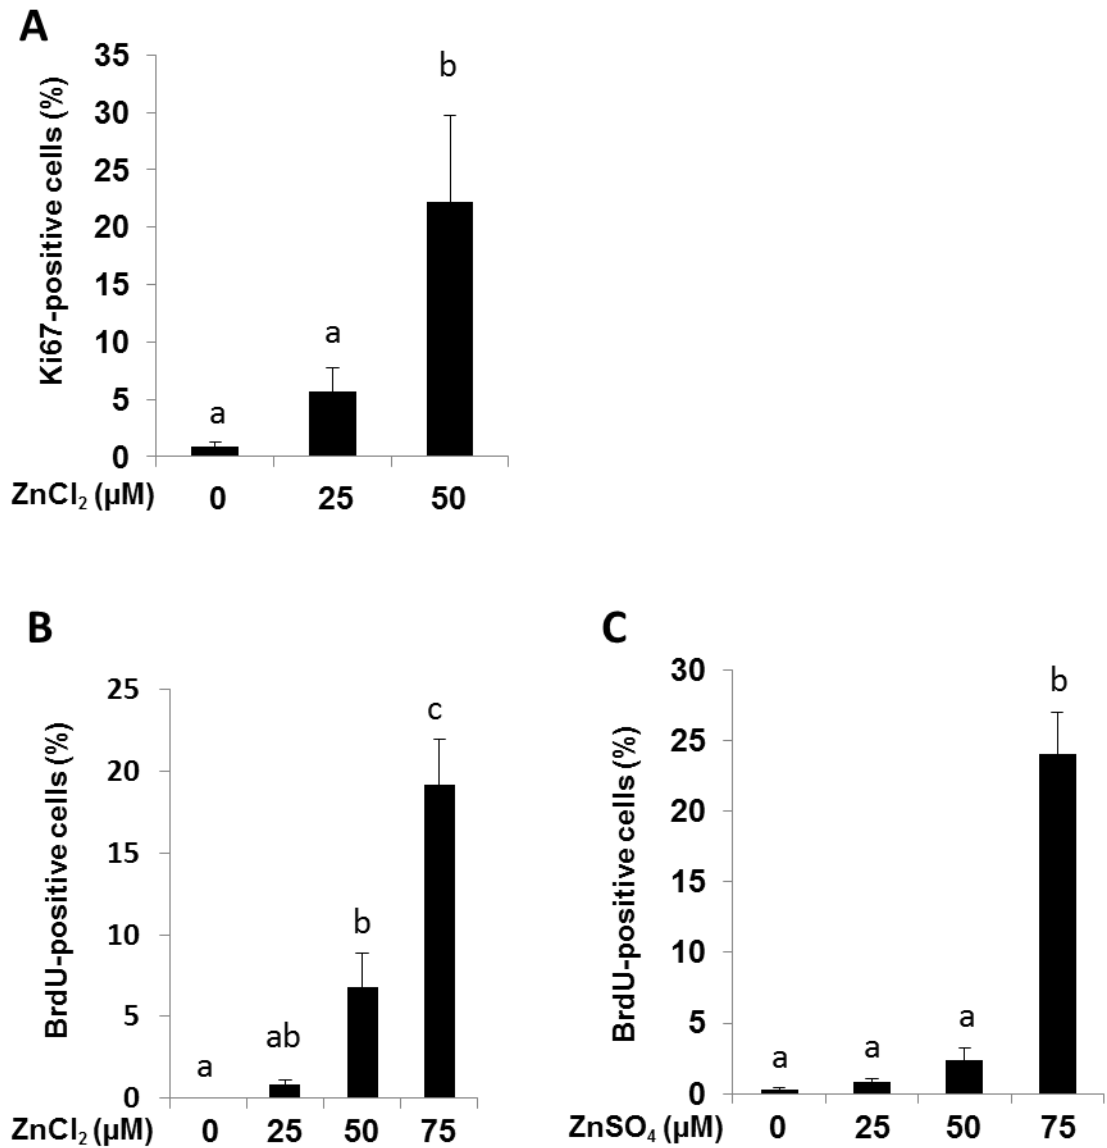 A
Ki67-positive cells (%)
35
30
25
20
15
10
5
0
a
a
b
ZnCl₂ (µM) 0 25 50
B
BrdU-positive cells (%)
25
20
15
10
5
0
a
ab
b
c
ZnCl₂ (µM) 0 25 50 75
C
BrdU-positive cells (%)
30
25
20
15
10
5
0
a
a
a
b
ZnSO₄ (µM) 0 25 50 75